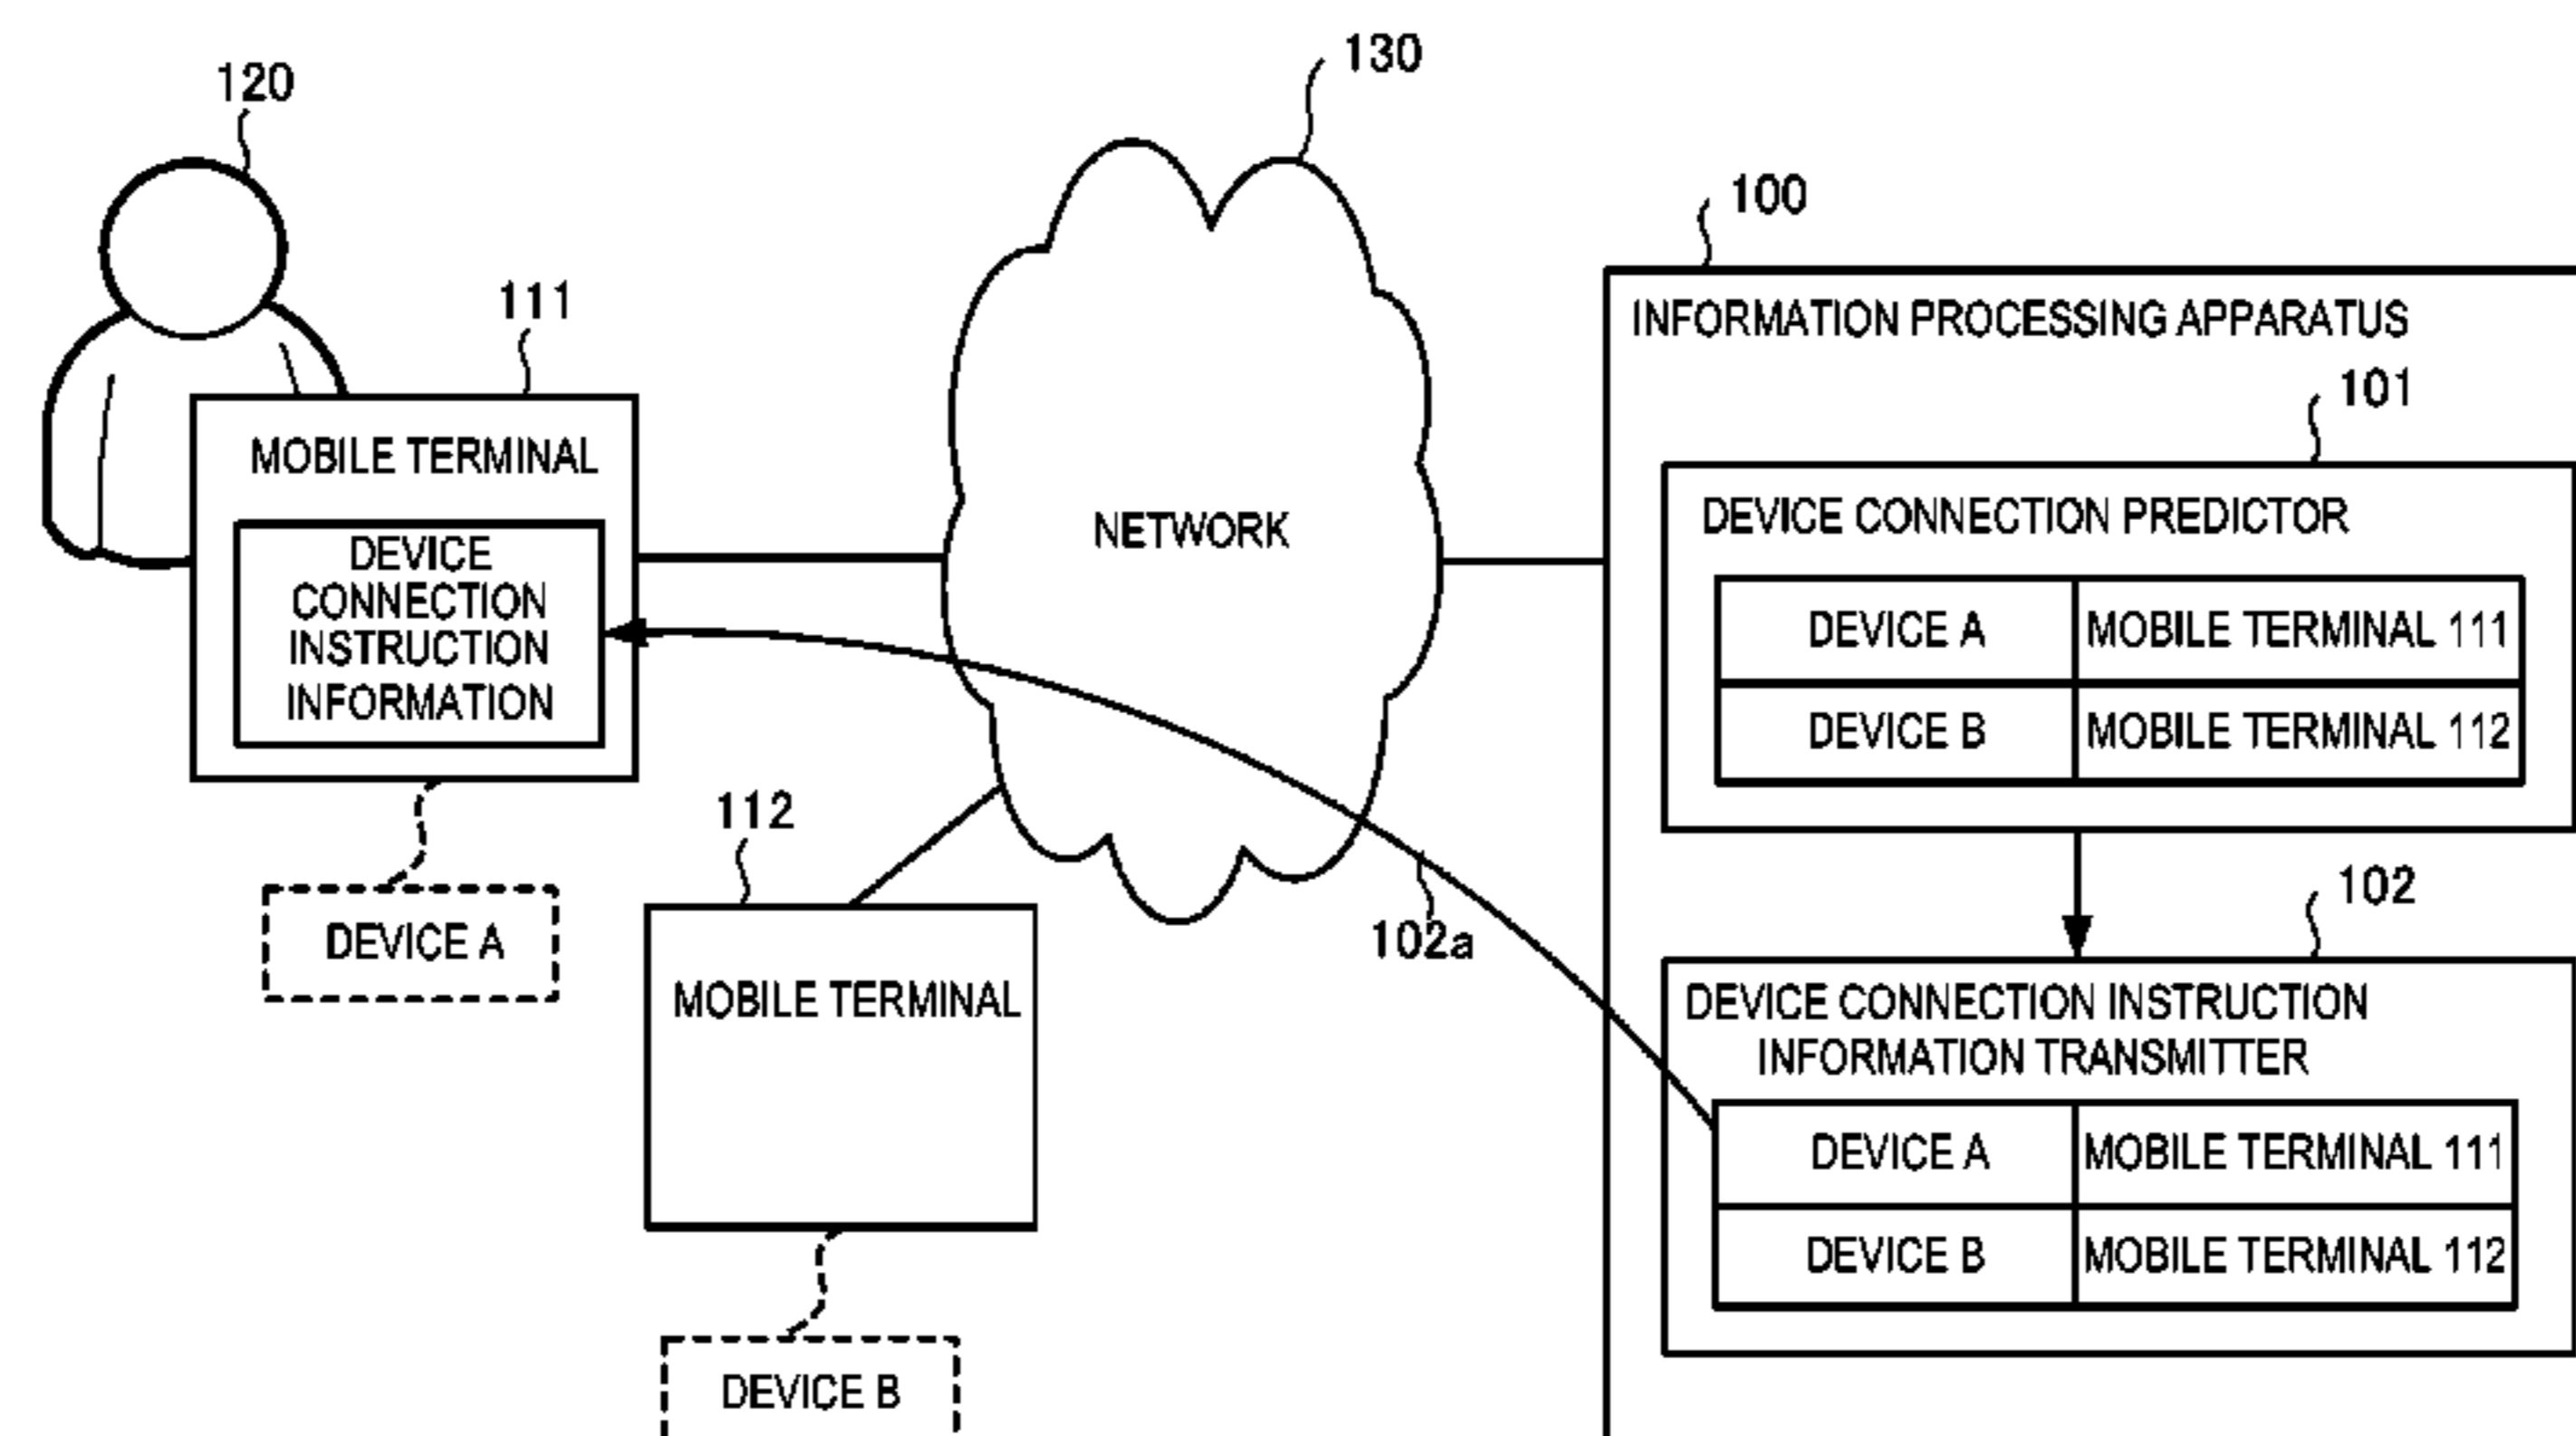 130
120
100
INFORMATION PROCESSING APPARATUS
111
101
MOBILE TERMINAL
DEVICE CONNECTION PREDICTOR
NETWORK
DEVICE
CONNECTION
INSTRUCTION
INFORMATION
DEVICE A MOBILE TERMINAL 111
DEVICE B MOBILE TERMINAL 112
112
102
DEVICE A
102a
MOBILE TERMINAL
DEVICE CONNECTION INSTRUCTION
INFORMATION TRANSMITTER
DEVICE A MOBILE TERMINAL 111
DEVICE B MOBILE TERMINAL 112
DEVICE B